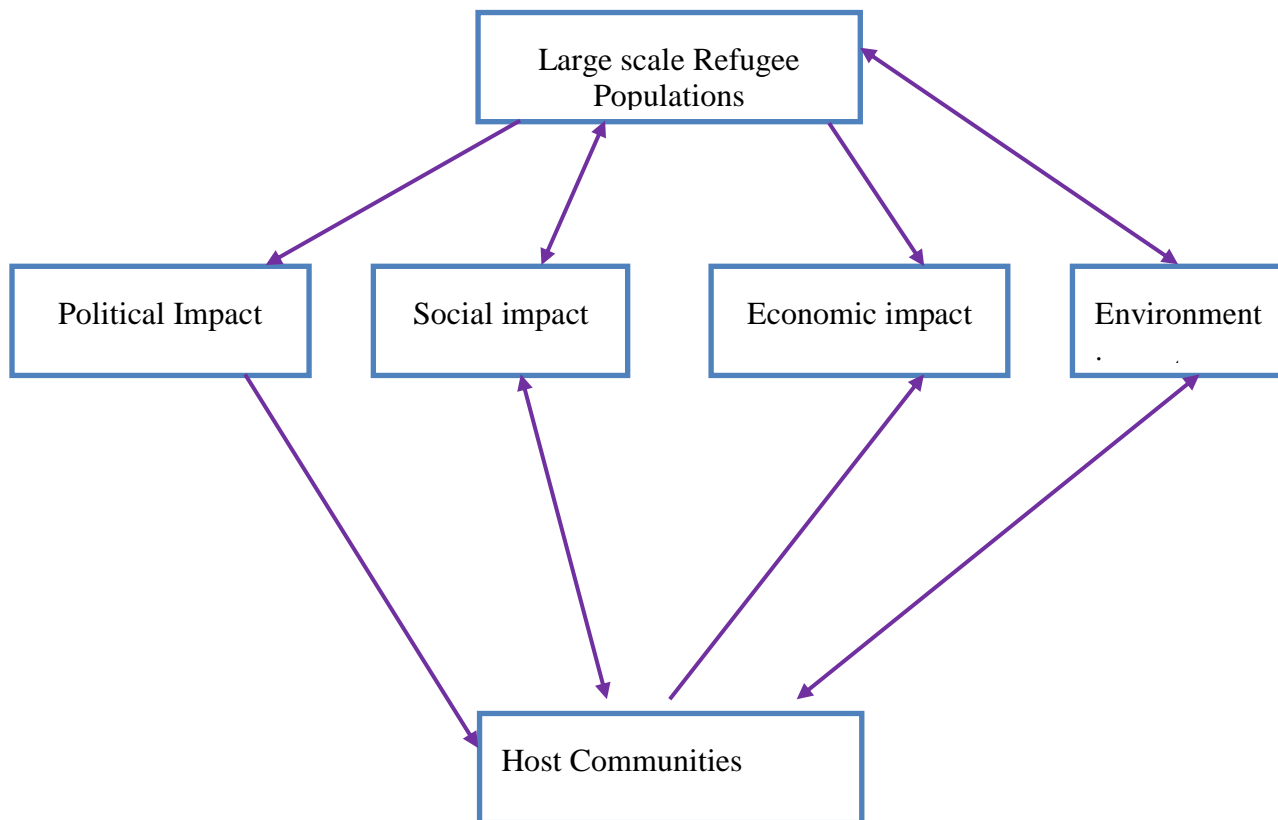 Large scale Refugee
Populations
Political Impact
Social impact
Economic impact
Environment
Host Communities